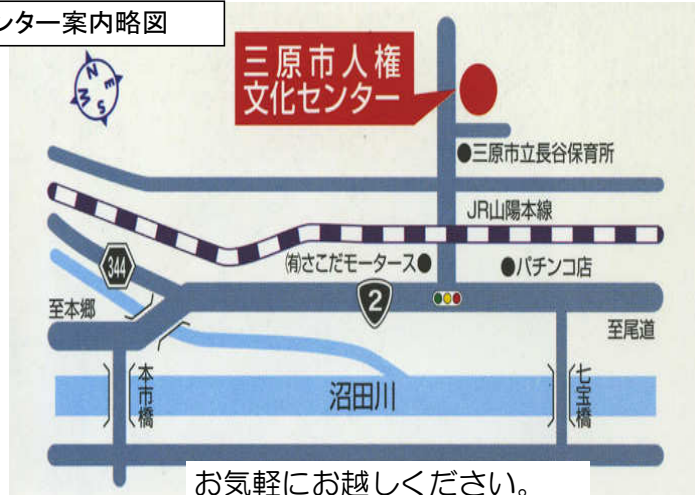 ンター案内略図
N
E
W
S
三原市人権
文化センター
●三原市立長谷保育所
JR山陽本線
㈲さこだモータース●
●パチンコ店
344
2
至本郷
至尾道
本市橋
沼田川
七宝橋
お気軽にお越しください。